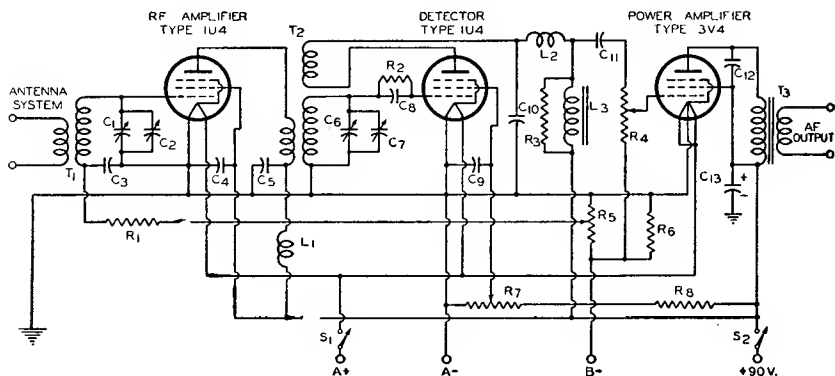 RF AMPLIFIER
TYPE 1U4
DETECTOR
TYPE 1U4
POWER AMPLIFIER
TYPE 3V4
ANTENNA
SYSTEM
T1
C1
C2
C3
C4
C5
R1
L1
T2
R2
C8
C6
C7
C9
C10
L2
R3
L3
C11
R4
R5
R6
R7
R8
C12
C13
+
-
T3
AF
OUTPUT
S1
S2
A+
A-
B-
+90V.